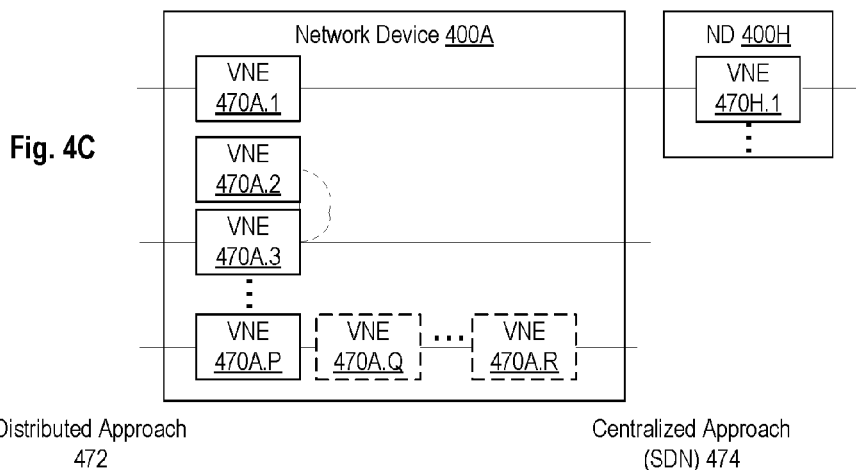 Network Device 400A
ND 400H
VNE
470A.1
VNE
470H.1
Fig. 4C
VNE
470A.2
VNE
470A.3
VNE
470A.P
VNE
470A.Q
VNE
470A.R
Distributed Approach
472
Centralized Approach
(SDN) 474